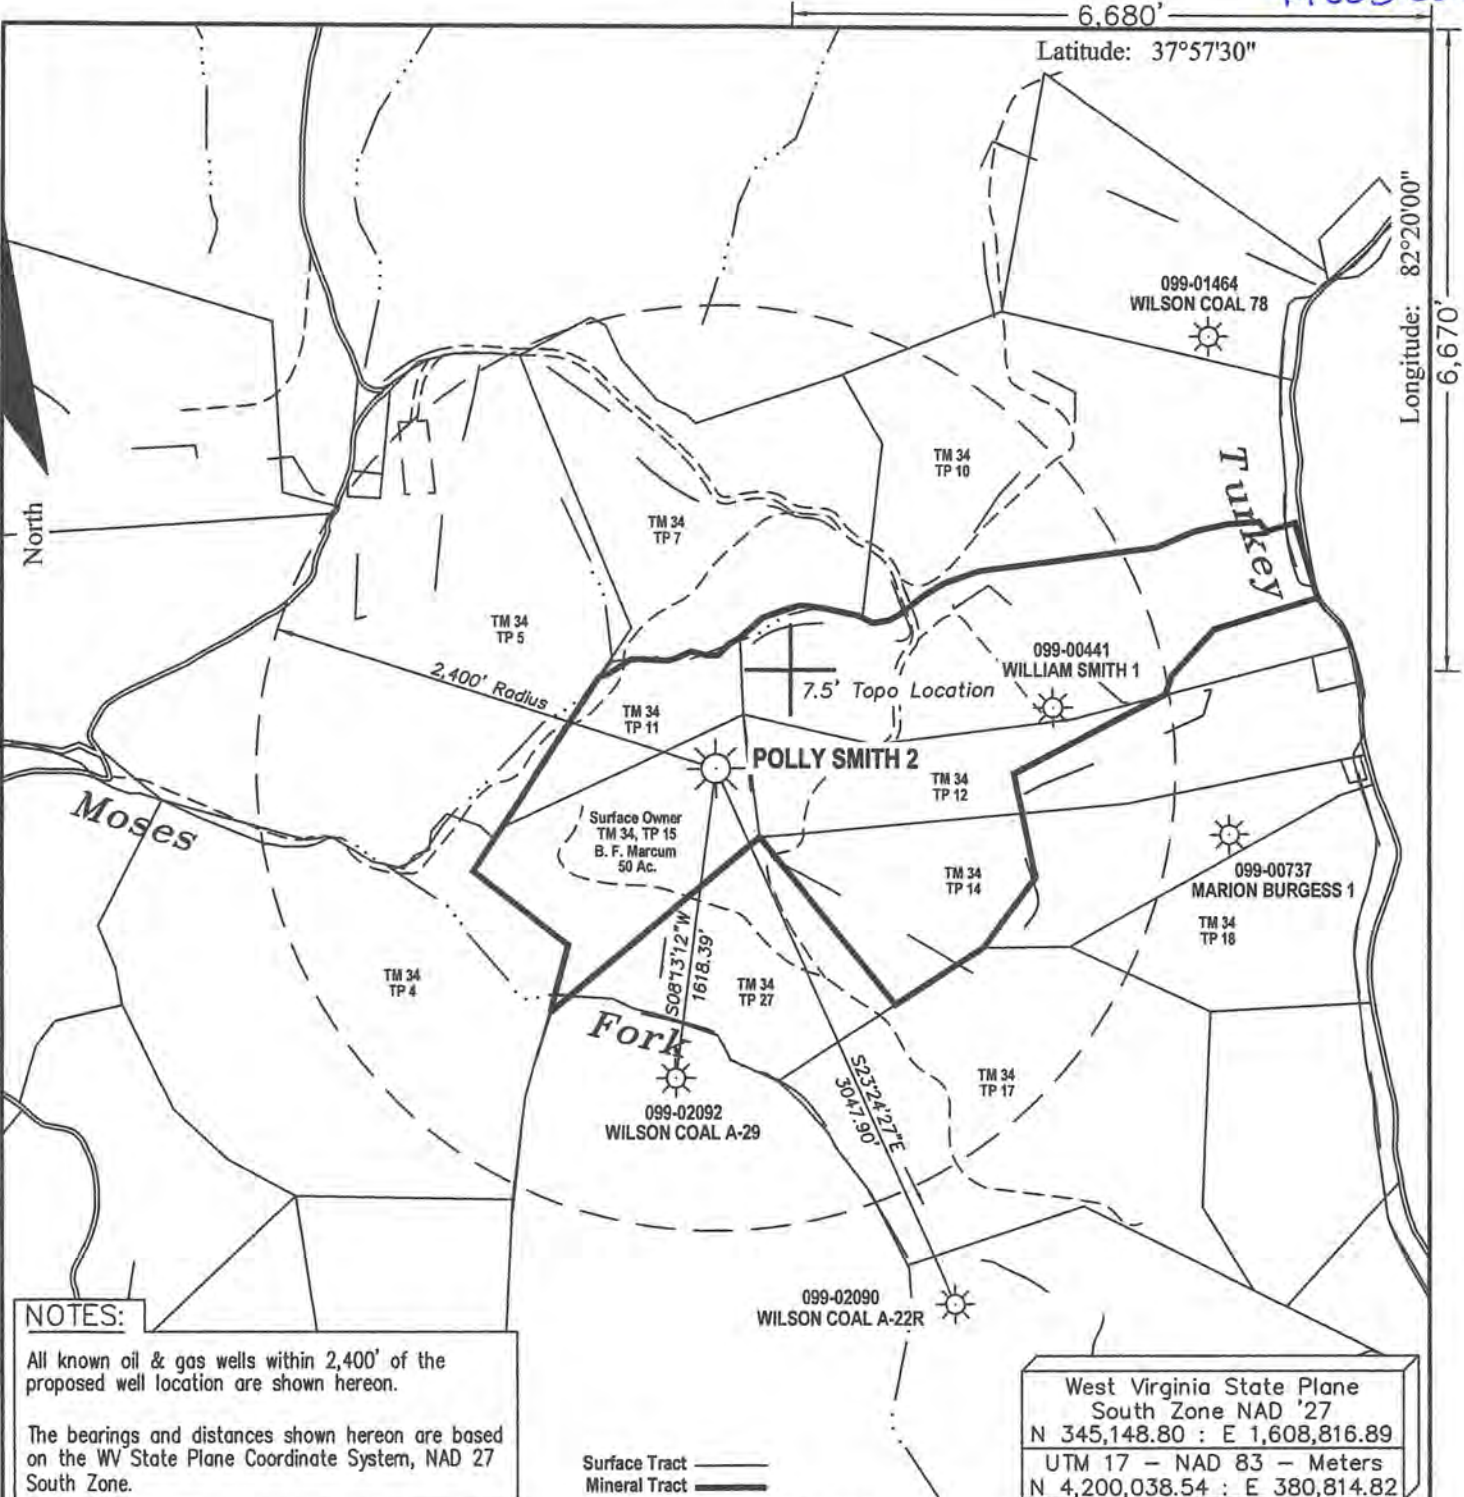 6,680'
Latitude: 37°57'30"
Longitude: 82°20'00"
6,670'
099-01464
WILSON COAL 78
North
TM 34
TP 10
Turkey
TM 34
TP 7
TM 34
TP 5
099-00441
WILLIAM SMITH 1
2,400' Radius
7.5' Topo Location
TM 34
TP 11
POLLY SMITH 2
TM 34
TP 12
Moses
Surface Owner
TM 34, TP 15
B. F. Marcum
50 Ac.
099-00737
MARION BURGESS 1
TM 34
TP 14
TM 34
TP 18
S08°13'12"W
1618.39'
TM 34
TP 4
TM 34
TP 27
Fork
S23°24'27"E
3047.90'
TM 34
TP 17
099-02092
WILSON COAL A-29
099-02090
WILSON COAL A-22R
NOTES:
All known oil & gas wells within 2,400' of the
proposed well location are shown hereon.
The bearings and distances shown hereon are based
on the WV State Plane Coordinate System, NAD 27
South Zone.
Surface Tract
Mineral Tract
West Virginia State Plane
South Zone NAD '27
N 345,148.80 : E 1,608,816.89
UTM 17 - NAD 83 - Meters
N 4,200,038.54 : E 380,814.82